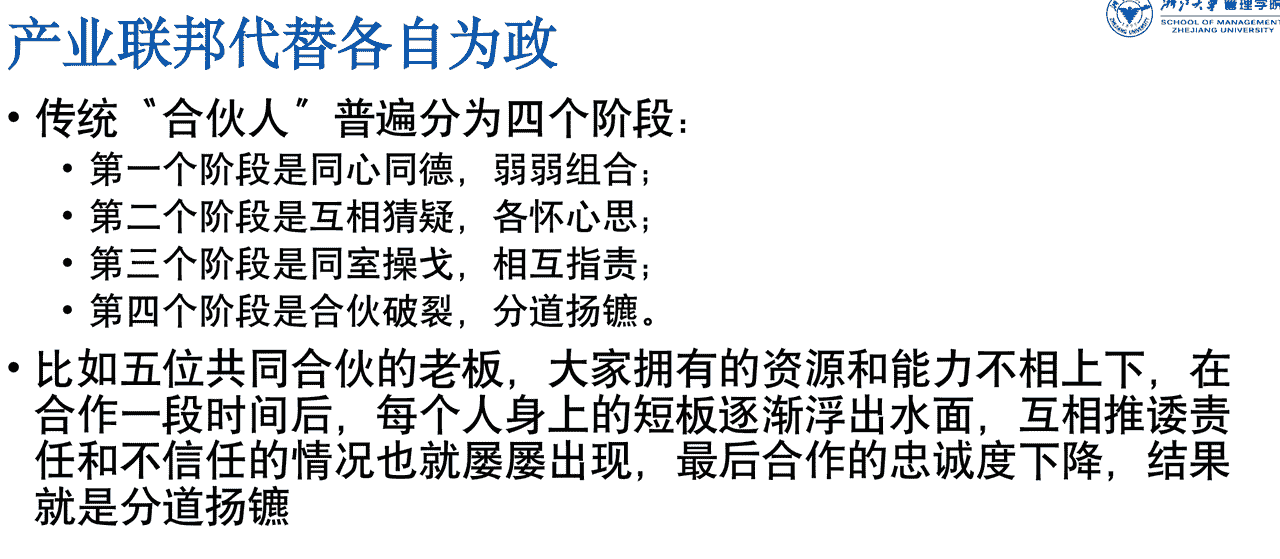 产业联邦代替各自为政
浙江大学管理学院
SCHOOL OF MANAGEMENT
ZHEJIANG UNIVERSITY
• 传统〝合伙人〞普遍分为四个阶段：
• 第一个阶段是同心同德，弱弱组合；
• 第二个阶段是互相猜疑，各怀心思；
• 第三个阶段是同室操戈，相互指责；
• 第四个阶段是合伙破裂，分道扬镳。
• 比如五位共同合伙的老板，大家拥有的资源和能力不相上下，在
合作一段时间后，每个人身上的短板逐渐浮出水面，互相推诿责
任和不信任的情况也就屡屡出现，最后合作的忠诚度下降，结果
就是分道扬镳